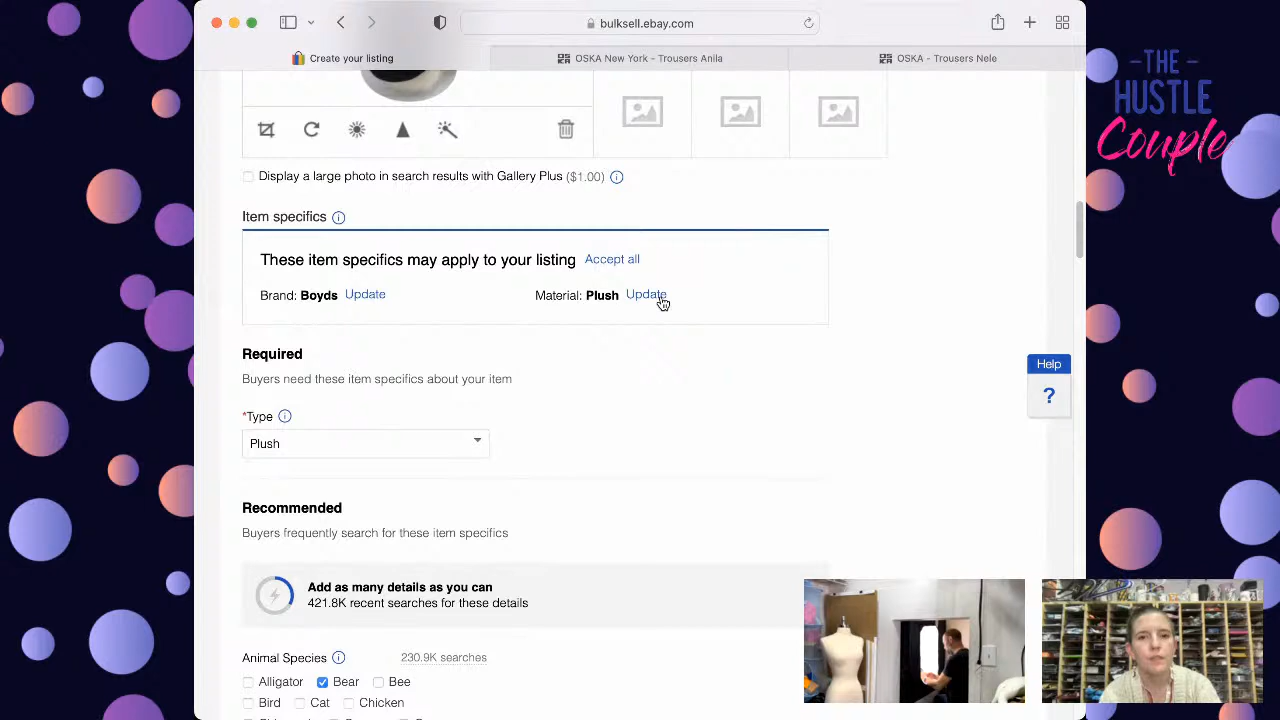 bulksell.ebay.com
Create your listing
OSKA New York - Trousers Anila
OSKA - Trousers Nele
-THE-
HUSTLE
Couple
Display a large photo in search results with Gallery Plus ($1.00)
Item specifics
These item specifics may apply to your listing Accept all
Brand: Boyds Update Material: Plush Update
Required
Buyers need these item specifics about your item
Help
?
*Type
Plush
Recommended
Buyers frequently search for these item specifics
Add as many details as you can
421.8K recent searches for these details
Animal Species 230.9K searches
Alligator Bear Bee
Bird Cat Chicken